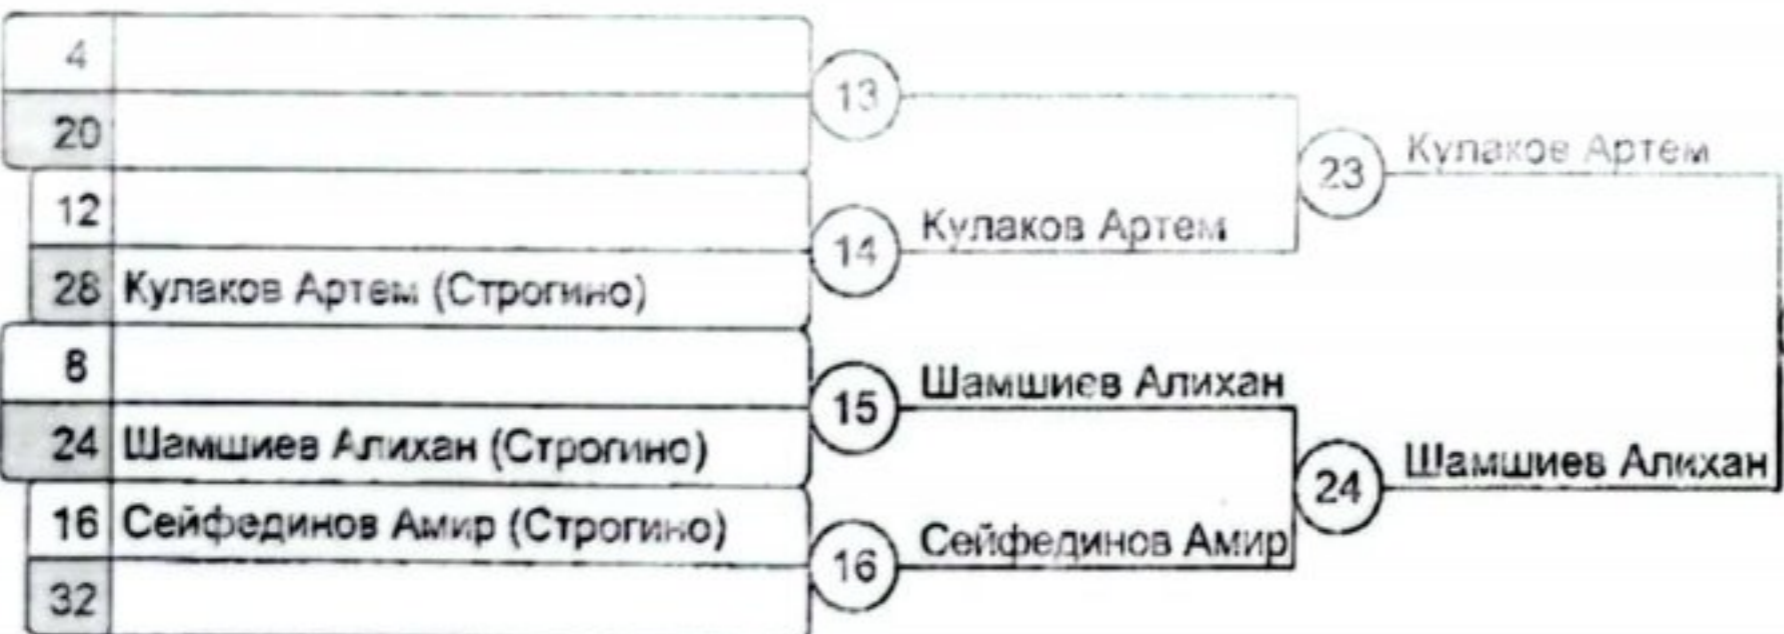 4
13
20
23 Кулаков Артем
12
14 Кулаков Артем
28 Кулаков Артем (Строгино)
8
15 Шамшиев Алихан
24 Шамшиев Алихан (Строгино)
24 Шамшиев Алихан
16 Сейфединов Амир (Строгино)
16 Сейфединов Амир
32